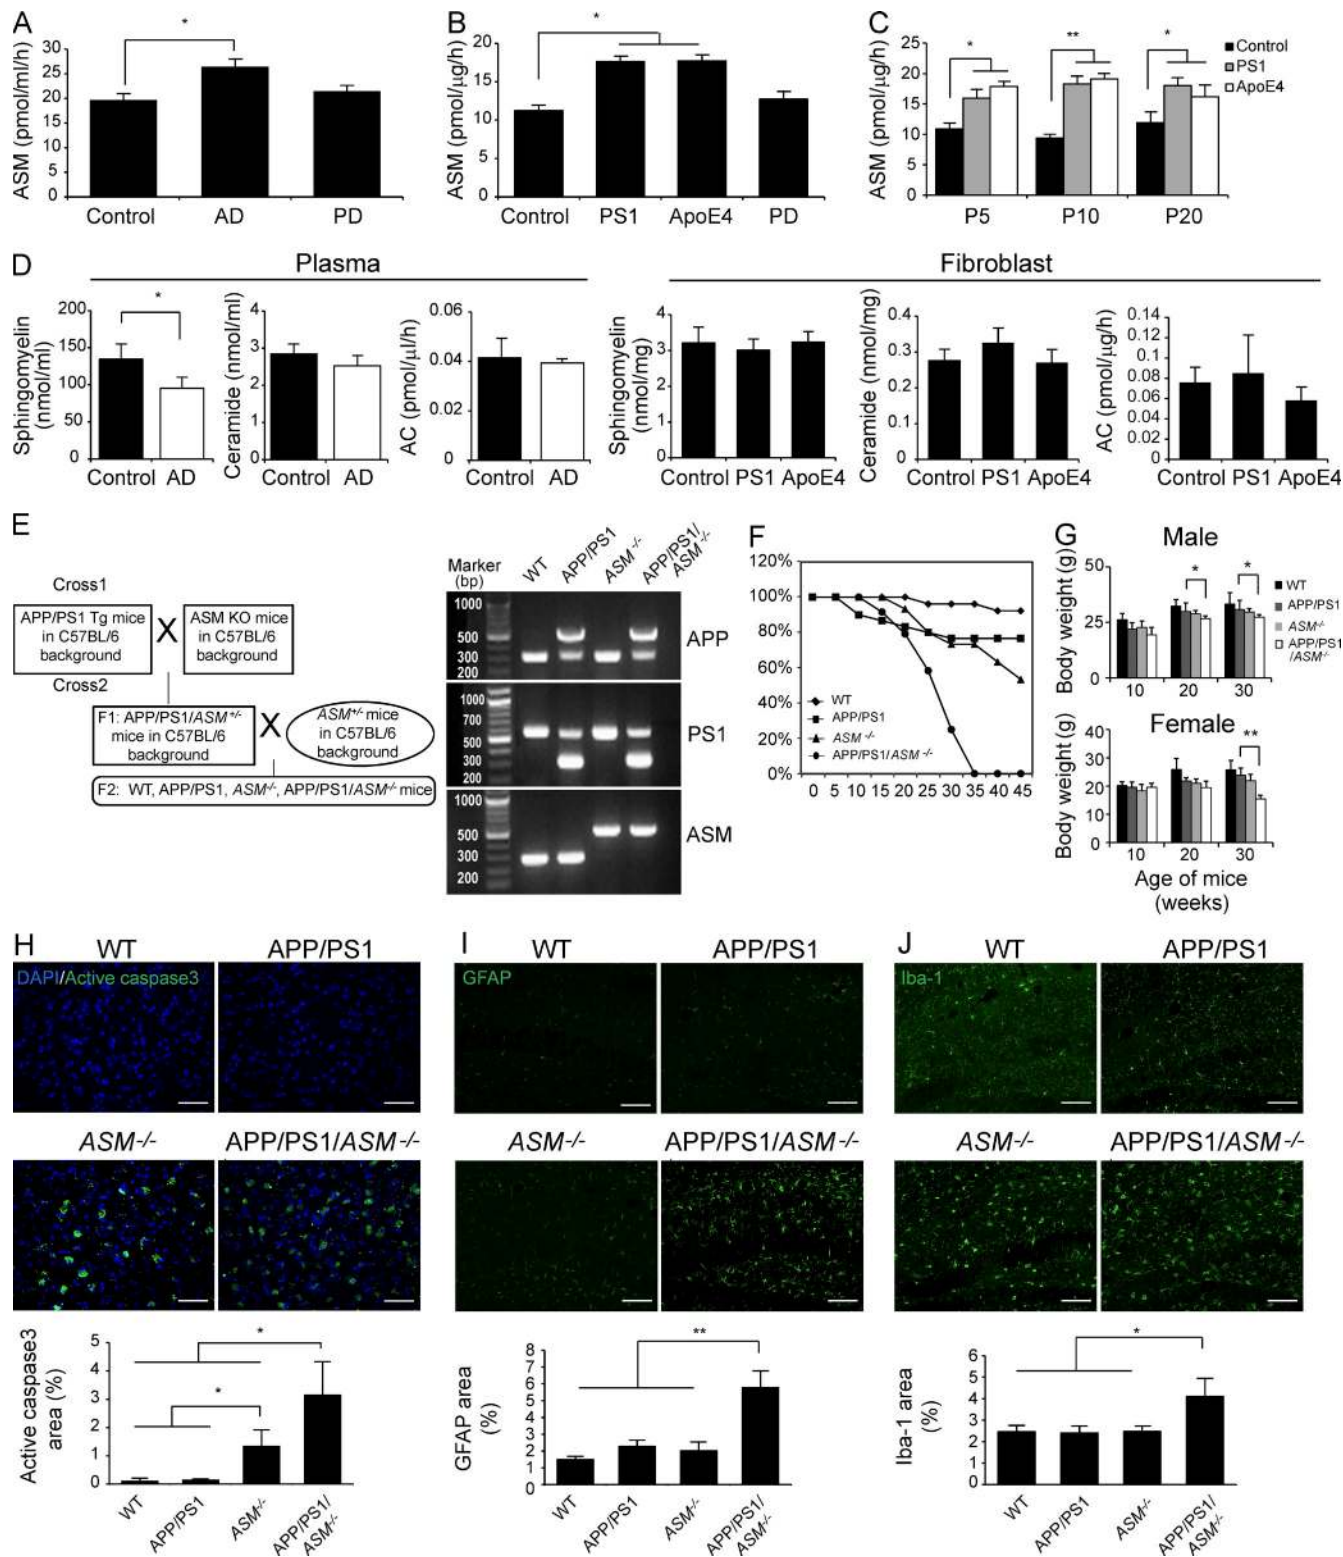 A
*
ASM (pmol/ml/h)
30
25
20
15
10
5
0
Control AD PD
B
*
ASM (pmol/µg/h)
20
15
10
5
0
Control PS1 ApoE4 PD
C
* ** *
ASM (pmol/µg/h)
25
20
15
10
5
0
P5 P10 P20
Control
PS1
ApoE4
D
Plasma
Sphingomyelin
(nmol/ml)
200
150
100
50
0
*
Control AD
Ceramide (nmol/ml)
4
3
2
1
0
Control AD
AC (pmol/µl/h)
0.06
0.04
0.02
0
Control AD
Fibroblast
Sphingomyelin
(nmol/mg)
5
4
3
2
1
0
Control PS1 ApoE4
Ceramide (nmol/mg)
0.4
0.3
0.2
0.1
0
Control PS1 ApoE4
AC (pmol/µg/h)
0.14
0.12
0.10
0.08
0.06
0.04
0.02
0
Control PS1 ApoE4
E
Cross1
APP/PS1 Tg mice
in C57BL/6
background
X
ASM KO mice
in C57BL/6
background
Cross2
F1: APP/PS1/ASM+/-
mice in C57BL/6
background
X
ASM+/- mice
in C57BL/6
background
F2: WT, APP/PS1, ASM-/-, APP/PS1/ASM-/- mice
Marker
(bp)
WT
APP/PS1
ASM-/-
APP/PS1/
ASM-/-
1000
500
300
200
APP
1000
700
500
300
200
PS1
1000
500
300
200
ASM
F
120%
100%
80%
60%
40%
20%
0%
WT
APP/PS1
ASM -/-
APP/PS1/ASM -/-
0 5 10 15 20 25 30 35 40 45
G
Male
Body weight (g)
50
25
0
* *
10 20 30
WT
APP/PS1
ASM-/-
APP/PS1
/ASM-/-
Female
Body weight (g)
40
20
0
**
10 20 30
Age of mice
(weeks)
H
WT APP/PS1
DAPI/Active caspase3
ASM-/- APP/PS1/ASM-/-
Active caspase3
area (%)
5
4
3
2
1
0
*
*
WT
APP/PS1
ASM-/-
APP/PS1/
ASM-/-
I
WT APP/PS1
GFAP
ASM-/- APP/PS1/ASM-/-
GFAP area
(%)
8
7
6
5
4
3
2
1
0
**
WT
APP/PS1
ASM-/-
APP/PS1/
ASM-/-
J
WT APP/PS1
Iba-1
ASM-/- APP/PS1/ASM-/-
Iba-1 area
(%)
6
5
4
3
2
1
0
*
WT
APP/PS1
ASM-/-
APP/PS1/
ASM-/-